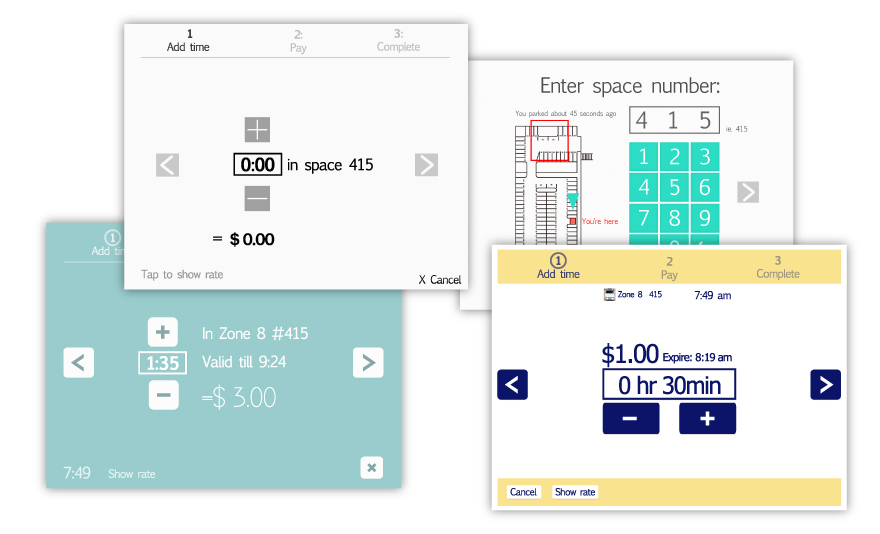 1 2: 3:
Add time Pay Complete
+
< 0:00 in space 415 >
−
= $ 0.00
Tap to show rate
X Cancel
Enter space number:
You parked about 45 seconds ago
4 1 5 ie. 415
1 2 3
4 5 6 >
7 8 9
You're here
1
+ In Zone 8 #415
< 1:35 Valid till 9:24 >
− =$ 3.00
7:49 Show rate ×
1 2 3
Add time Pay Complete
Zone 8 415 7:49 am
$1.00 Expire: 8:19 am
< 0 hr 30min >
− +
Cancel Show rate